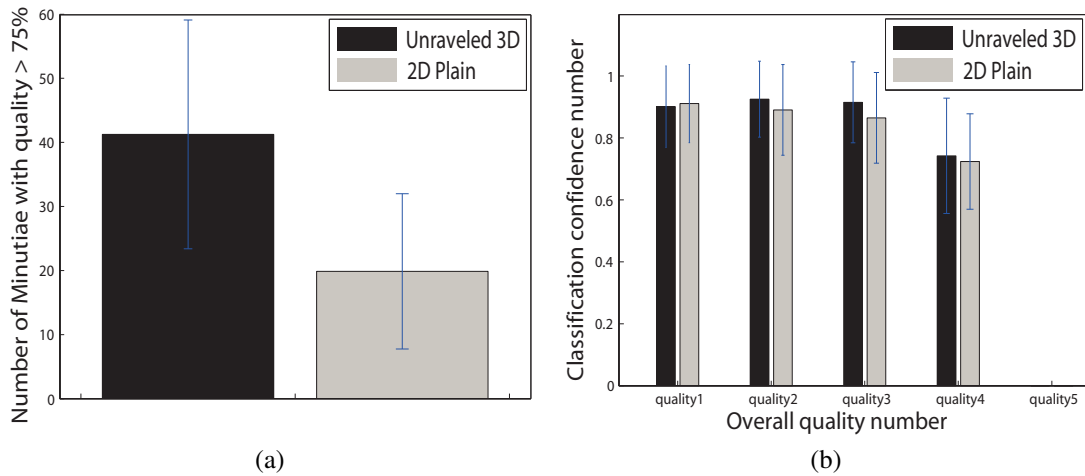 Number of Minutiae with quality > 75%
60
50
40
30
20
10
0
Unraveled 3D
2D Plain
(a)
Classification confidence number
1
0.8
0.6
0.4
0.2
0
Unraveled 3D
2D Plain
quality1 quality2 quality3 quality4 quality5
Overall quality number
(b)